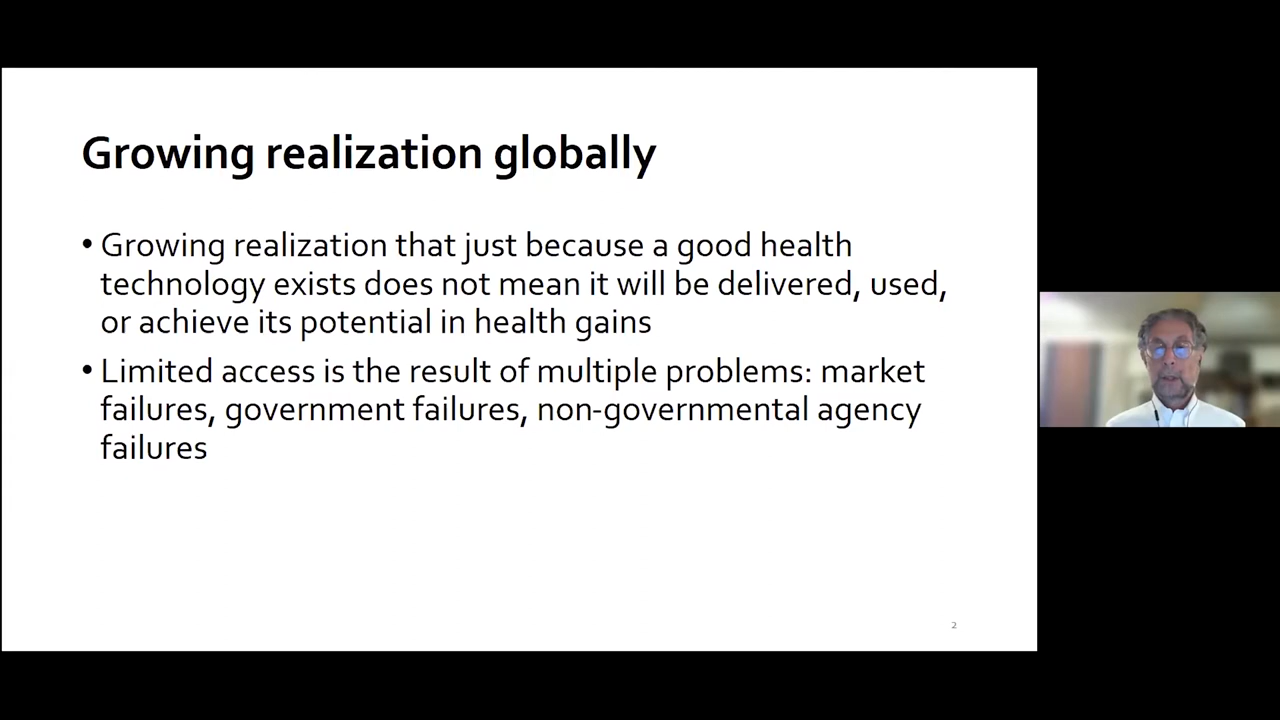 Growing realization globally
• Growing realization that just because a good health
technology exists does not mean it will be delivered, used,
or achieve its potential in health gains
• Limited access is the result of multiple problems: market
failures, government failures, non-governmental agency
failures
2